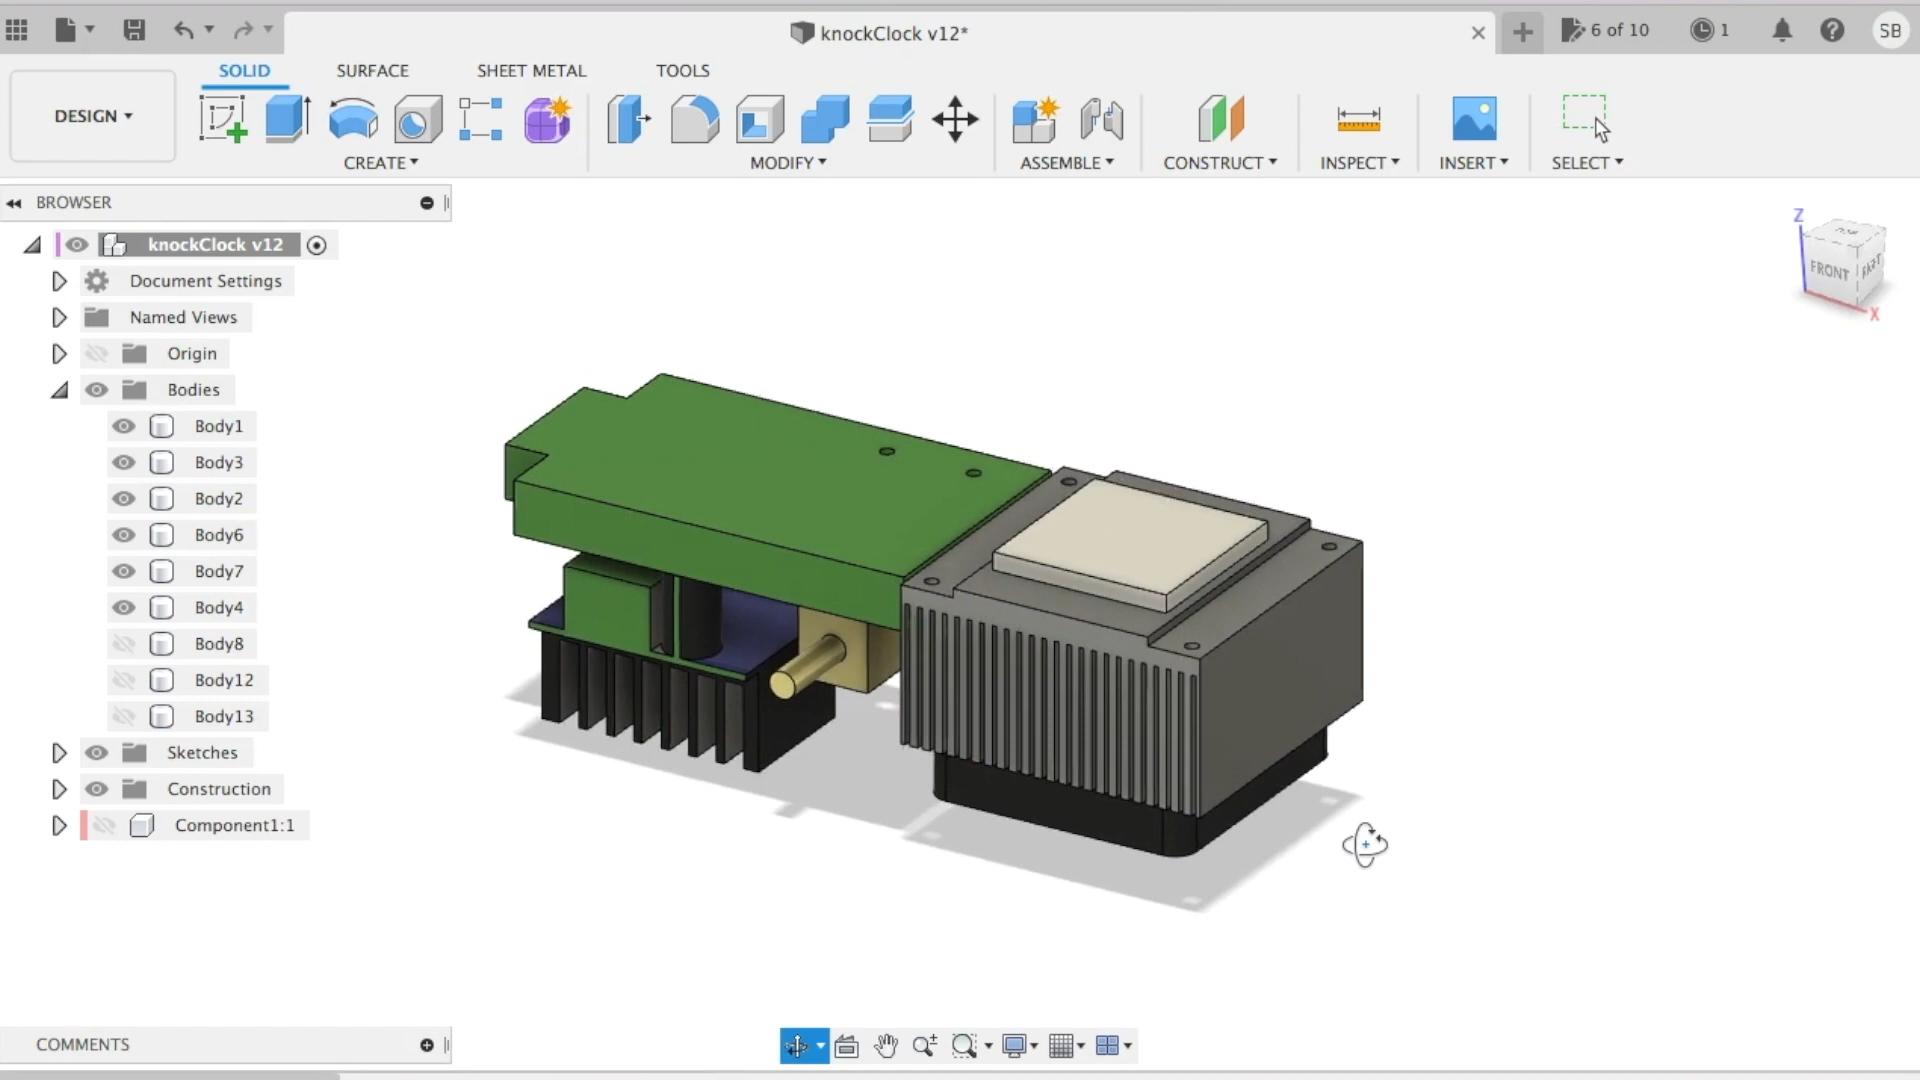 knockClock v12*
6 of 10
1
SB
SOLID
SURFACE
SHEET METAL
TOOLS
DESIGN
CREATE
MODIFY
ASSEMBLE
CONSTRUCT
INSPECT
INSERT
SELECT
BROWSER
knockClock v12
Document Settings
Named Views
Origin
Bodies
Body1
Body3
Body2
Body6
Body7
Body4
Body8
Body12
Body13
Sketches
Construction
Component1:1
Z
FRONT
X
COMMENTS